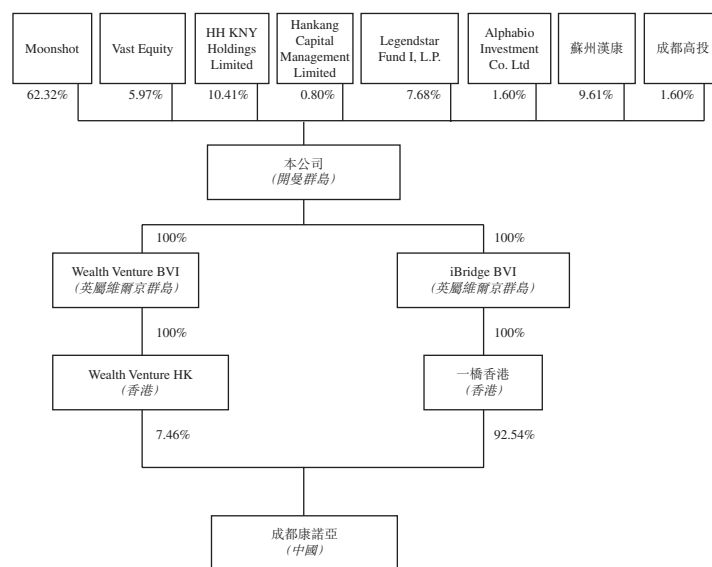 Moonshot
Vast Equity
HH KNY
Holdings
Limited
Hankang
Capital
Management
Limited
Legendstar
Fund I, L.P.
Alphabio
Investment
Co. Ltd
蘇州漢康
成都高投
62.32%
5.97%
10.41%
0.80%
7.68%
1.60%
9.61%
1.60%
本公司
(開曼群島)
100%
100%
Wealth Venture BVI
(英屬維爾京群島)
iBridge BVI
(英屬維爾京群島)
100%
100%
Wealth Venture HK
(香港)
一橋香港
(香港)
7.46%
92.54%
成都康諾亞
(中國)